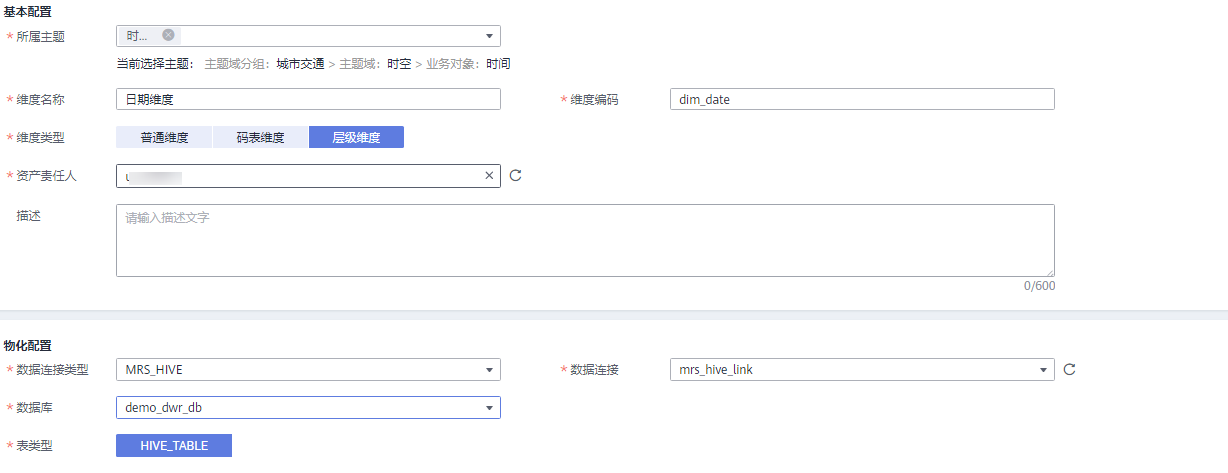 基本配置
* 所属主题 时...
当前选择主题： 主题域分组：城市交通 > 主题域：时空 > 业务对象：时间
* 维度名称 日期维度 * 维度编码 dim_date
* 维度类型 普通维度 码表维度 层级维度
* 资产责任人
描述 请输入描述文字
0/600
物化配置
* 数据连接类型 MRS_HIVE * 数据连接 mrs_hive_link
* 数据库 demo_dwr_db
* 表类型 HIVE_TABLE